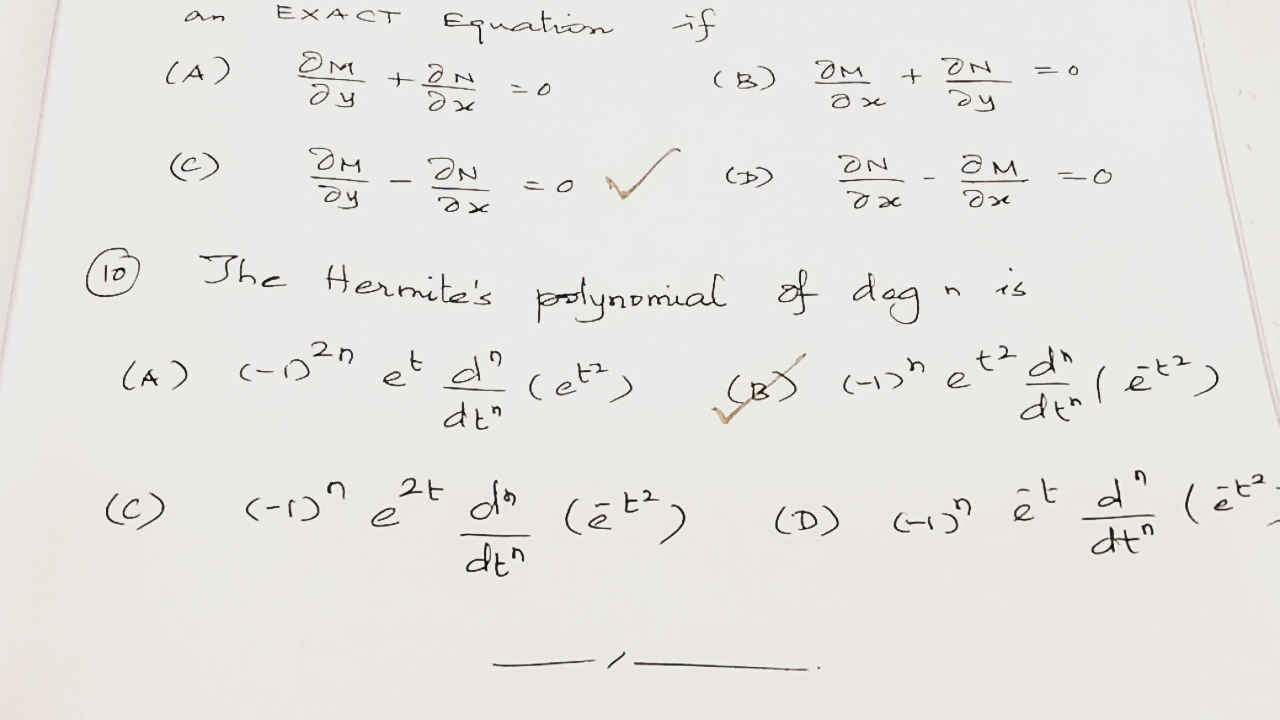 an EXACT Equation if
(A) ∂M/∂y + ∂N/∂x = 0 (B) ∂M/∂x + ∂N/∂y = 0
(C) ∂M/∂y - ∂N/∂x = 0 ✓ (D) ∂N/∂x - ∂M/∂x = 0
(10) The Hermite's polynomial of deg n is
(A) (-1)^2n e^t d^n/dt^n (e^t2) (B) ✓ (-1)^n e^t2 d^n/dt^n (e^-t2)
(C) (-1)^n e^2t d^n/dt^n (e^-t2) (D) (-1)^n e^-t d^n/dt^n (e^-t2